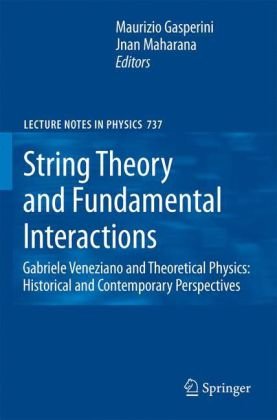 Maurizio Gasperini
Jnan Maharana
Editors
LECTURE NOTES IN PHYSICS 737
String Theory
and Fundamental
Interactions
Gabriele Veneziano and Theoretical Physics:
Historical and Contemporary Perspectives
Springer